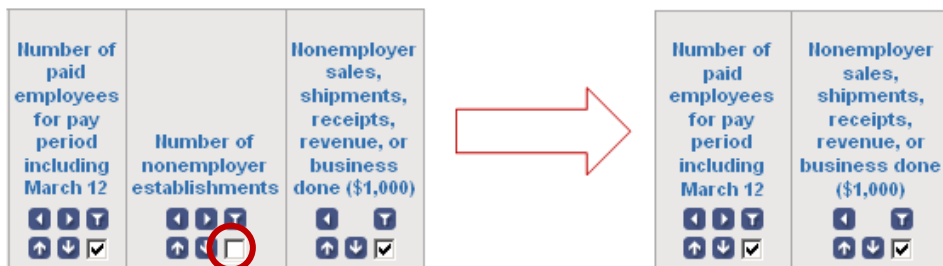 Number of
paid
employees
for pay
period
including
March 12
Number of
nonemployer
establishments
Nonemployer
sales,
shipments,
receipts,
revenue, or
business
done ($1,000)
Number of
paid
employees
for pay
period
including
March 12
Nonemployer
sales,
shipments,
receipts,
revenue, or
business done
($1,000)